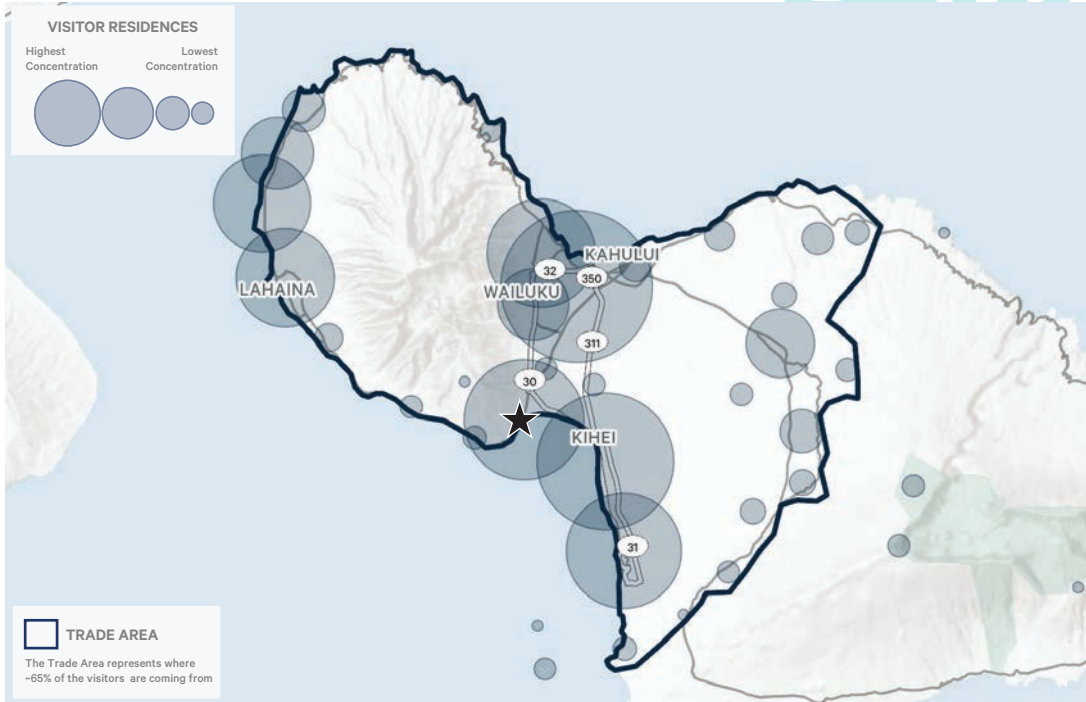 VISITOR RESIDENCES
Highest Lowest
Concentration Concentration
KAHULUI
32
350
WAILUKU
LAHAINA
311
30
KIHEI
31
TRADE AREA
The Trade Area represents where
~65% of the visitors are coming from